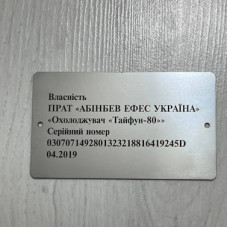 Власність
ПРАТ «АБІНБЕВ ЕФЕС УКРАЇНА»
«Охолоджувач «Тайфун-80»»
Серійний номер
0307071492801323218816419245D
04.2019